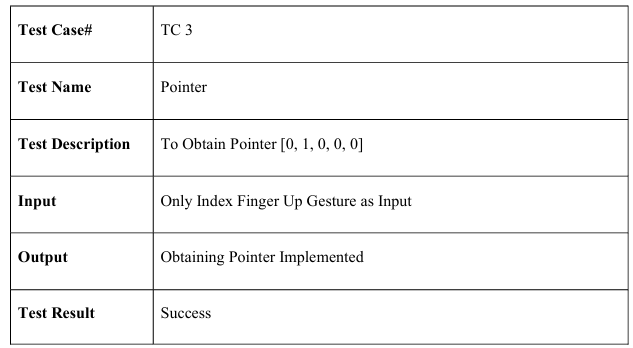 Test Case# TC 3
Test Name Pointer
Test Description To Obtain Pointer [0, 1, 0, 0, 0]
Input Only Index Finger Up Gesture as Input
Output Obtaining Pointer Implemented
Test Result Success